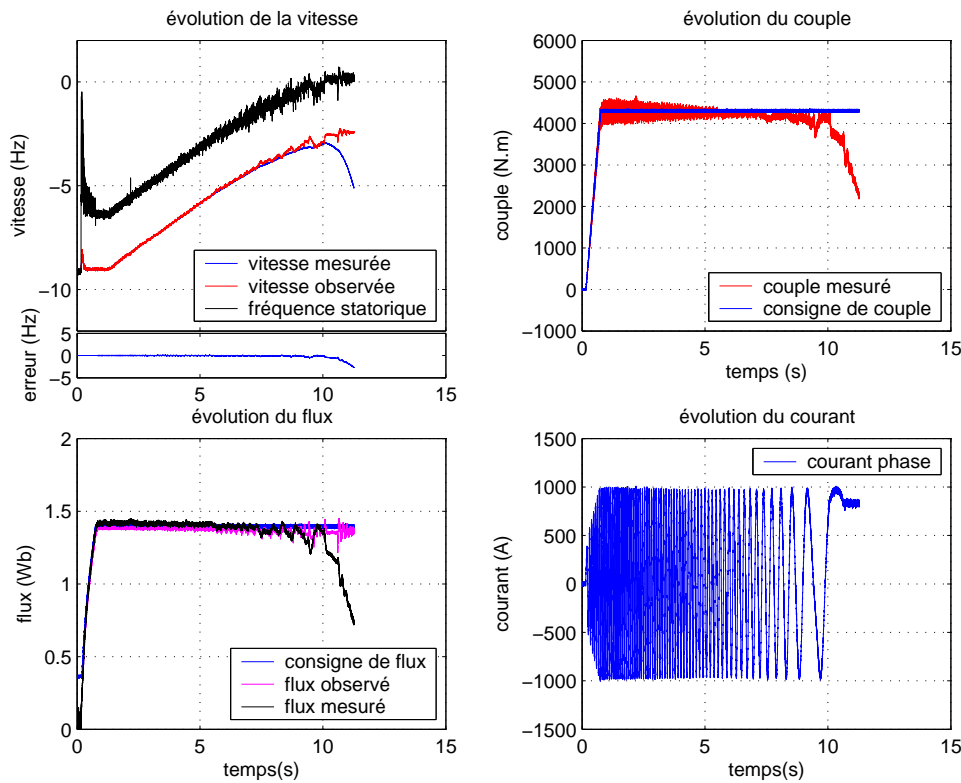 évolution de la vitesse
0
−5
−10
vitesse (Hz)
vitesse mesurée
vitesse observée
fréquence statorique
5
0
−5
erreur (Hz)
0
5
10
15
évolution du couple
6000
5000
4000
3000
2000
1000
0
−1000
couple (N.m)
couple mesuré
consigne de couple
0
5
10
15
temps (s)
évolution du flux
2
1.5
1
0.5
0
flux (Wb)
consigne de flux
flux observé
flux mesuré
0
5
10
15
temps(s)
évolution du courant
1500
1000
500
0
−500
−1000
−1500
courant (A)
courant phase
0
5
10
15
temps (s)